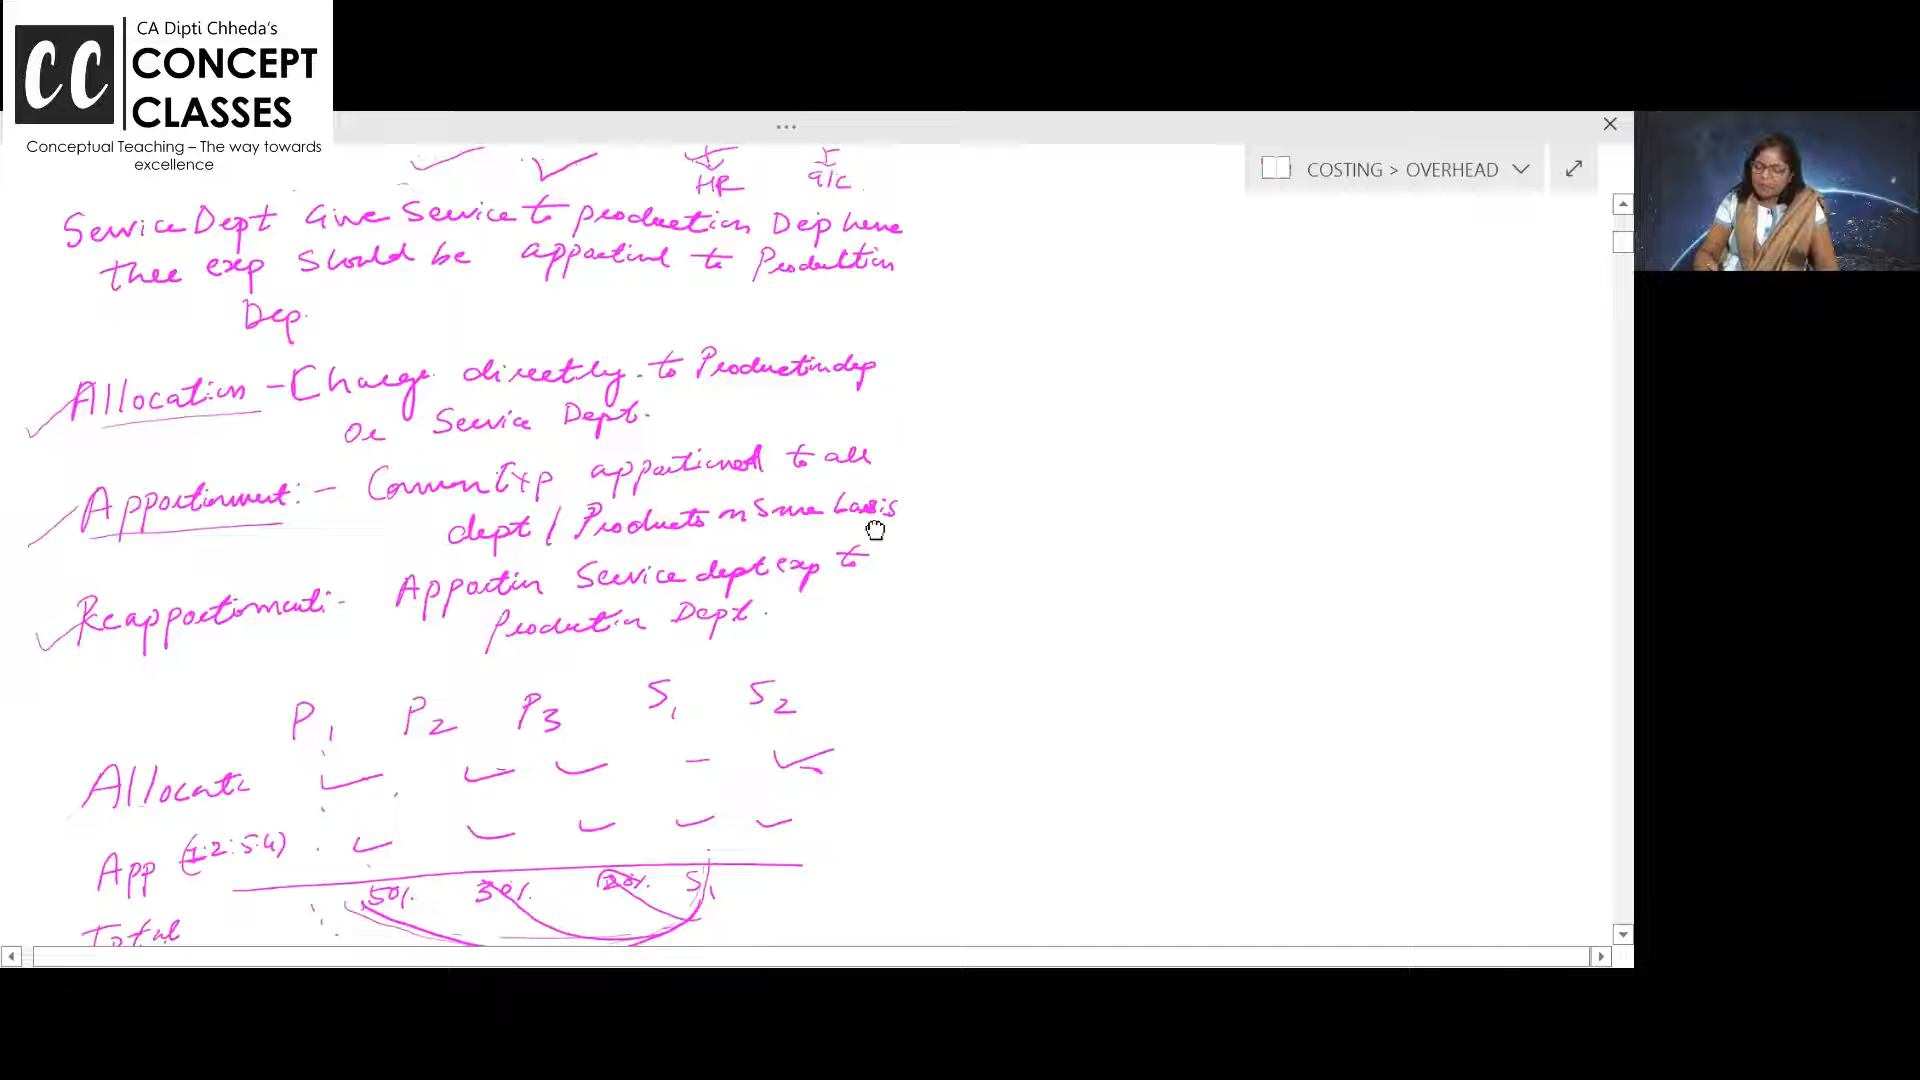 CA Dipti Chheda's
CC
CONCEPT
CLASSES
Conceptual Teaching – The way towards
excellence
COSTING > OVERHEAD
HR a/c
Service Dept Give Service to production Dep hence
thee exp should be apportind to Production
Dep.
Allocation - Charge directly to Production dep
or Service Dept.
Apportionment :- Common Exp apportioned to all
dept / Products on Some basis
Reapportionment :- Apportin Service dept exp to
Production Dept.
P1 P2 P3 S1 S2
Allocate
App (1:2:5:4)
50% 30% 20% S1
Total